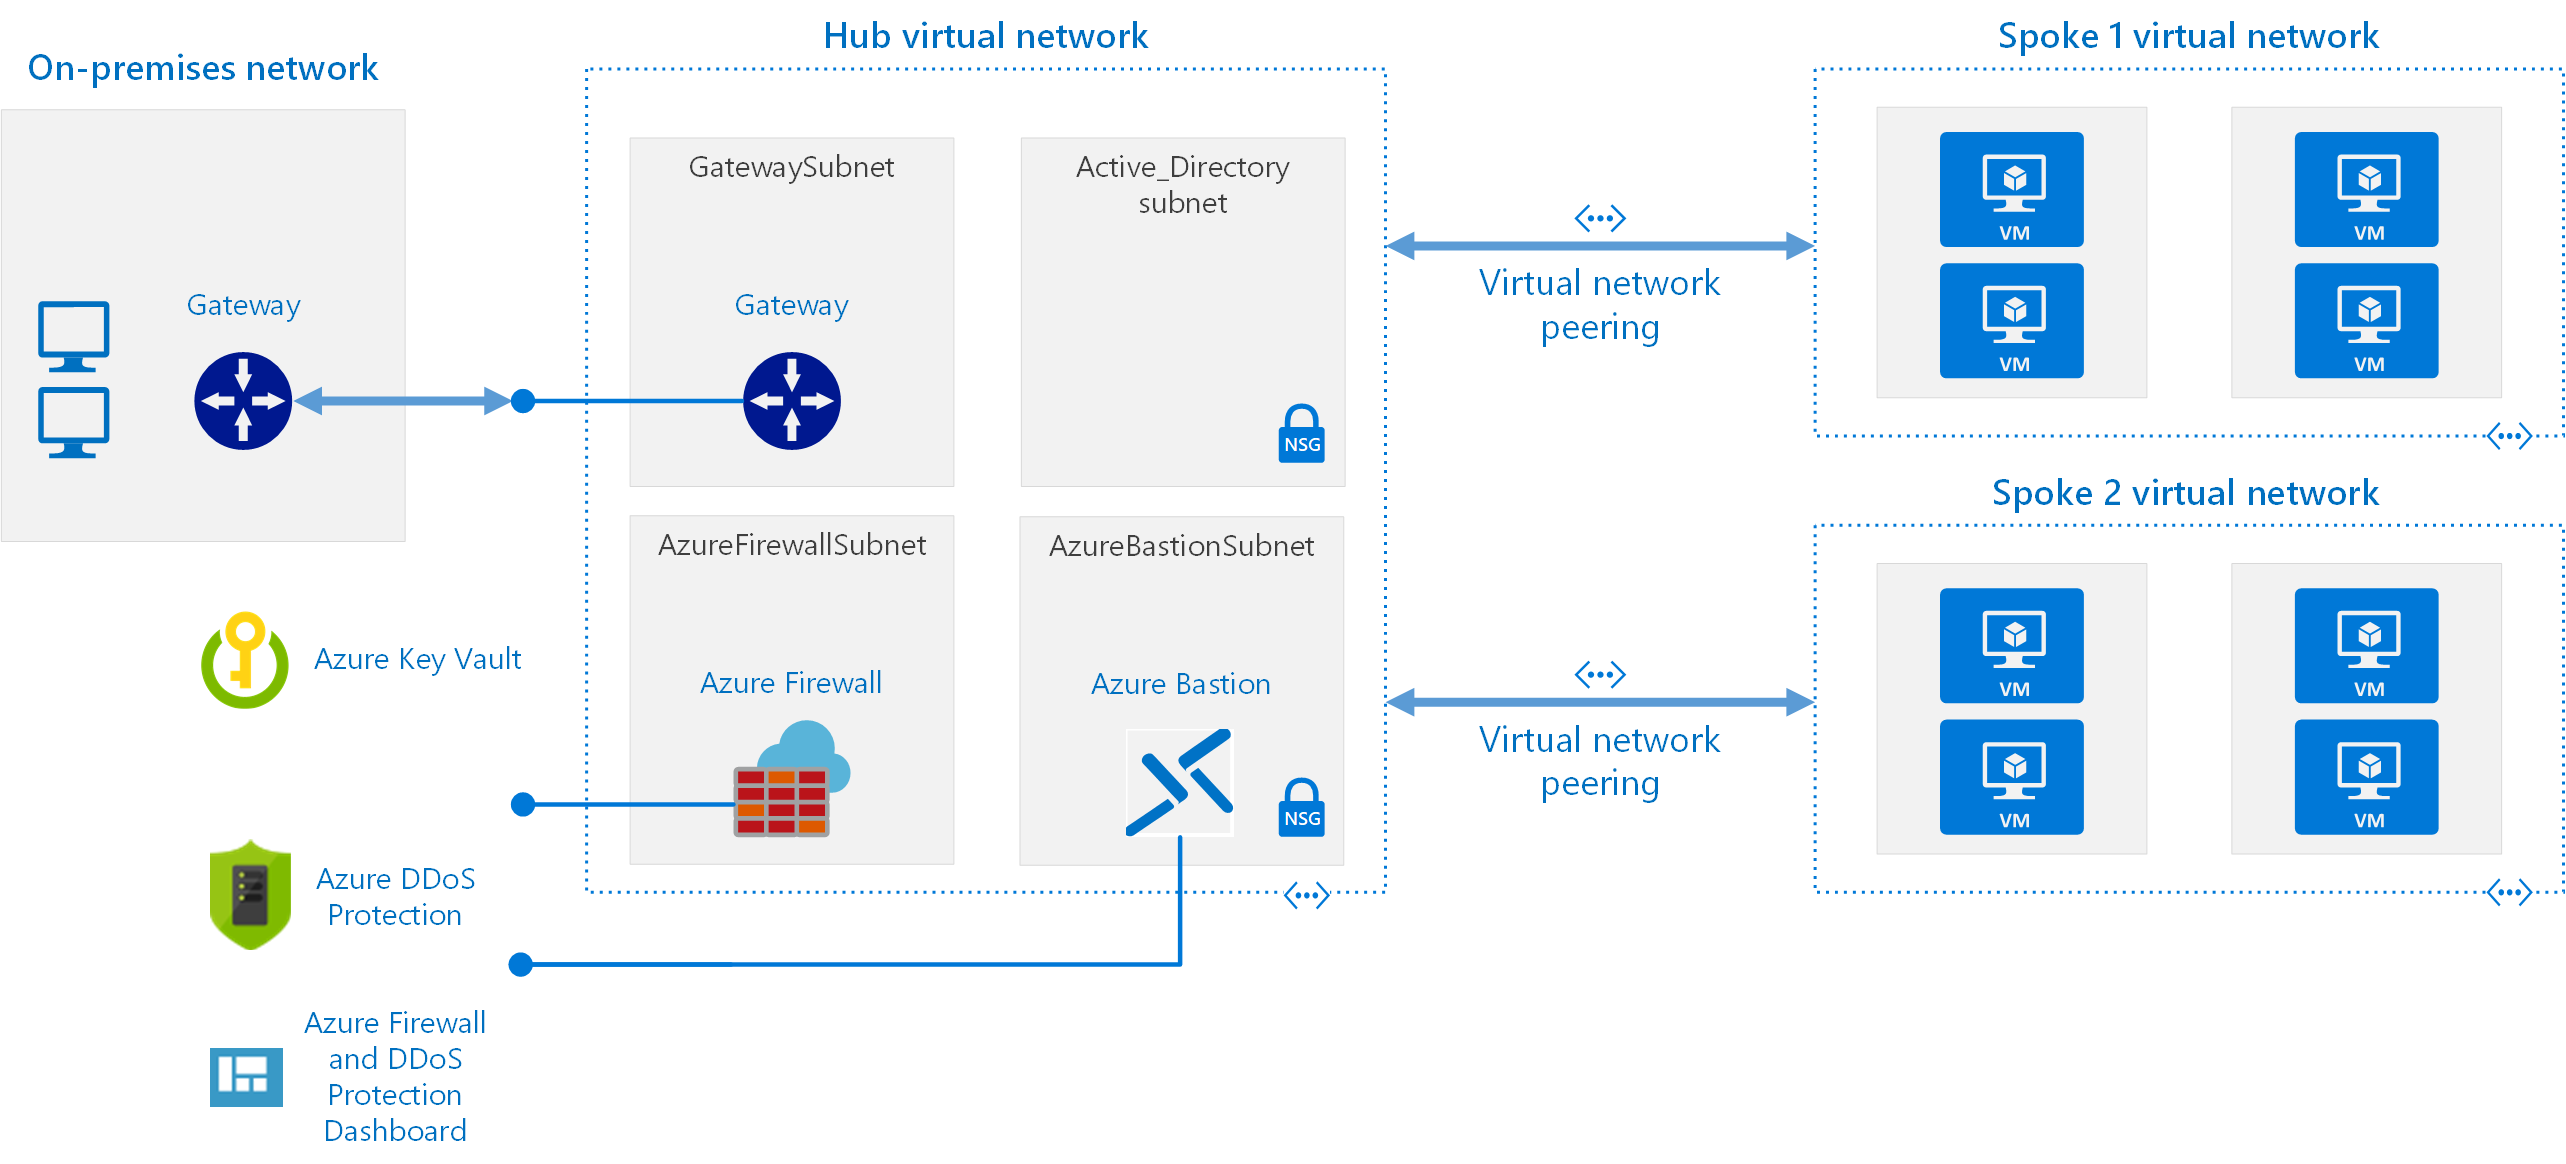 On-premises network
Gateway
Azure Key Vault
Azure DDoS
Protection
Azure Firewall
and DDoS
Protection
Dashboard
Hub virtual network
GatewaySubnet
Gateway
Active_Directory
subnet
NSG
AzureFirewallSubnet
Azure Firewall
AzureBastionSubnet
Azure Bastion
NSG
Virtual network
peering
Virtual network
peering
Spoke 1 virtual network
VM
VM
VM
VM
Spoke 2 virtual network
VM
VM
VM
VM